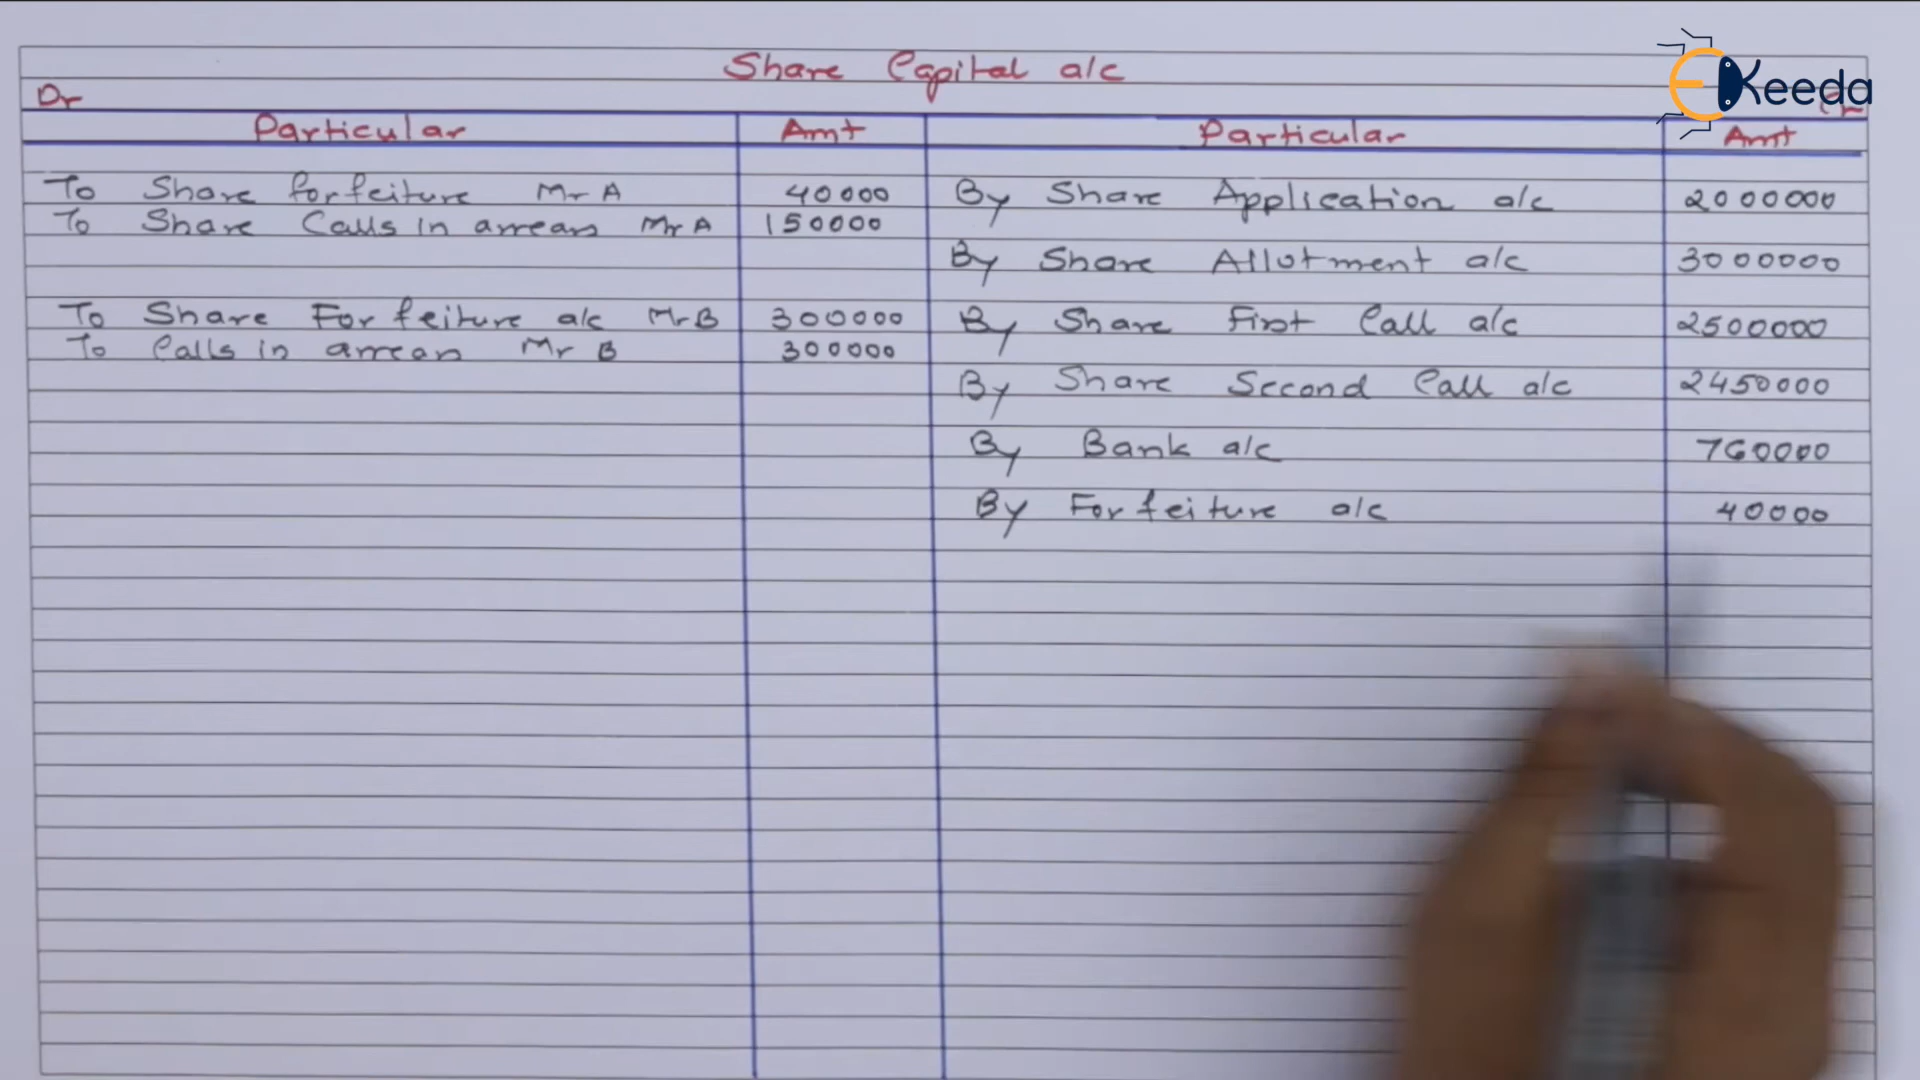 Share Capital a/c
Dr
Cr
Particular Amt Particular Amt
To Share forfeiture Mr A 40000 By Share Application a/c 2000000
To Share Calls in arrears Mr A 150000
By Share Allotment a/c 3000000
To Share Forfeiture a/c Mr B 300000 By Share First Call a/c 2500000
To Calls in arrears Mr B 300000
By Share Second Call a/c 2450000
By Bank a/c 760000
By Forfeiture a/c 40000
EKeeda